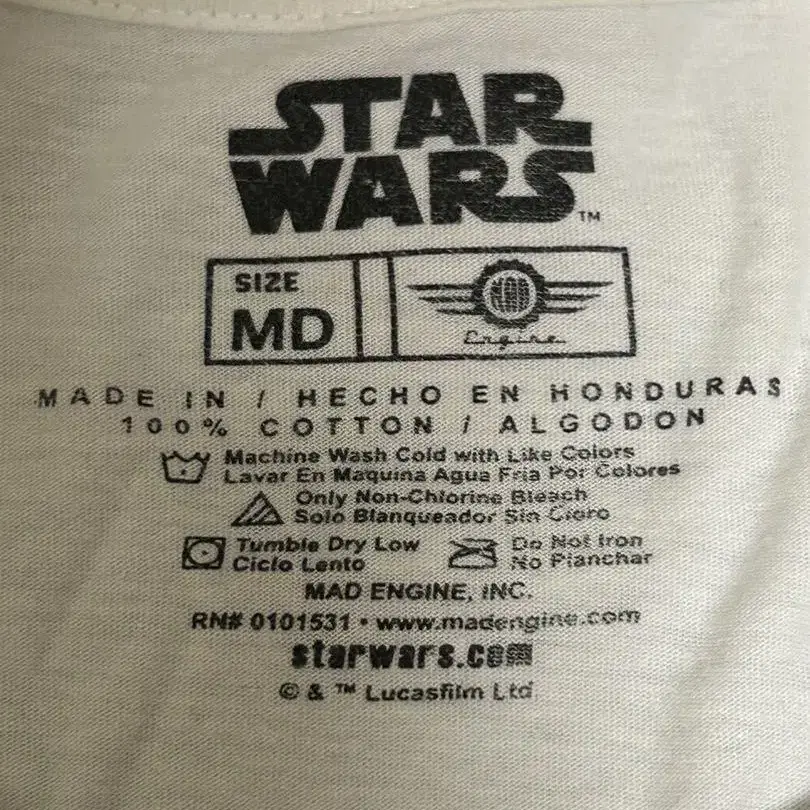 STAR
WARS™
SIZE
MD
MAD
Engine
MADE IN / HECHO EN HONDURAS
100% COTTON / ALGODON
Machine Wash Cold with Like Colors
Lavar En Maquina Agua Fria Por Colores
Only Non-Chlorine Bleach
Solo Blanqueador Sin Cloro
Tumble Dry Low
Ciclo Lento
Do Not Iron
No Planchar
MAD ENGINE, INC.
RN# 0101531 • www.madengine.com
starwars.com
© & ™ Lucasfilm Ltd